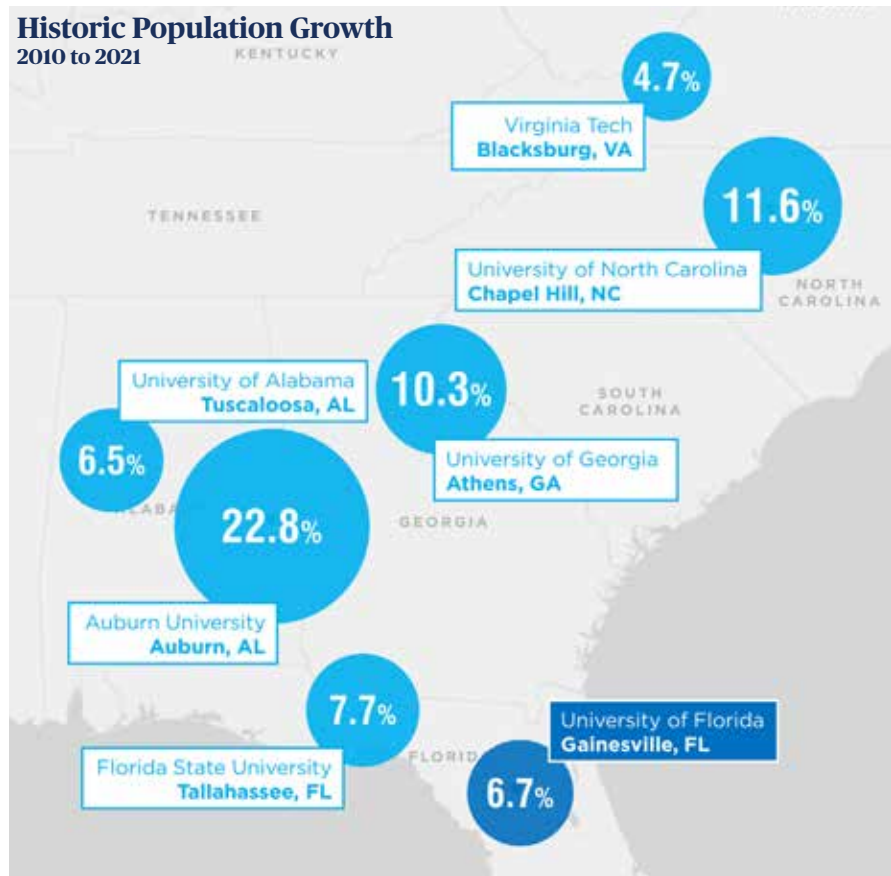 Historic Population Growth
2010 to 2021
KENTUCKY
4.7%
Virginia Tech
Blacksburg, VA
11.6%
TENNESSEE
University of North Carolina
Chapel Hill, NC
NORTH
CAROLINA
University of Alabama
Tuscaloosa, AL
10.3%
SOUTH
CAROLINA
6.5%
University of Georgia
Athens, GA
22.8%
GEORGIA
Auburn University
Auburn, AL
7.7%
University of Florida
Gainesville, FL
Florida State University
Tallahassee, FL
6.7%